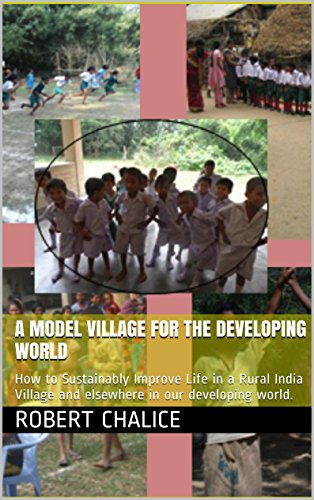 A MODEL VILLAGE FOR THE DEVELOPING
WORLD
How to Sustainably Improve Life in a Rural India
Village and elsewhere in our developing world.
ROBERT CHALICE